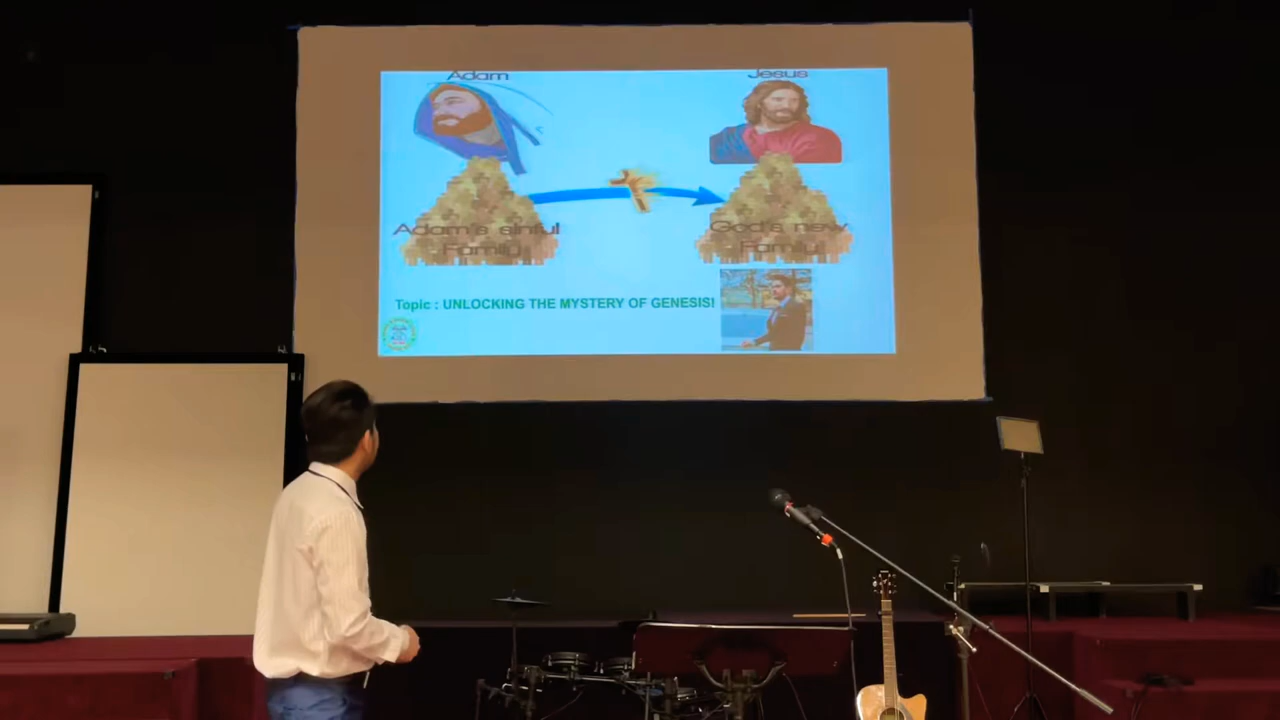 Adam
Jesus
Adam's sinful
Family
God's new
Family
Topic : UNLOCKING THE MYSTERY OF GENESIS!